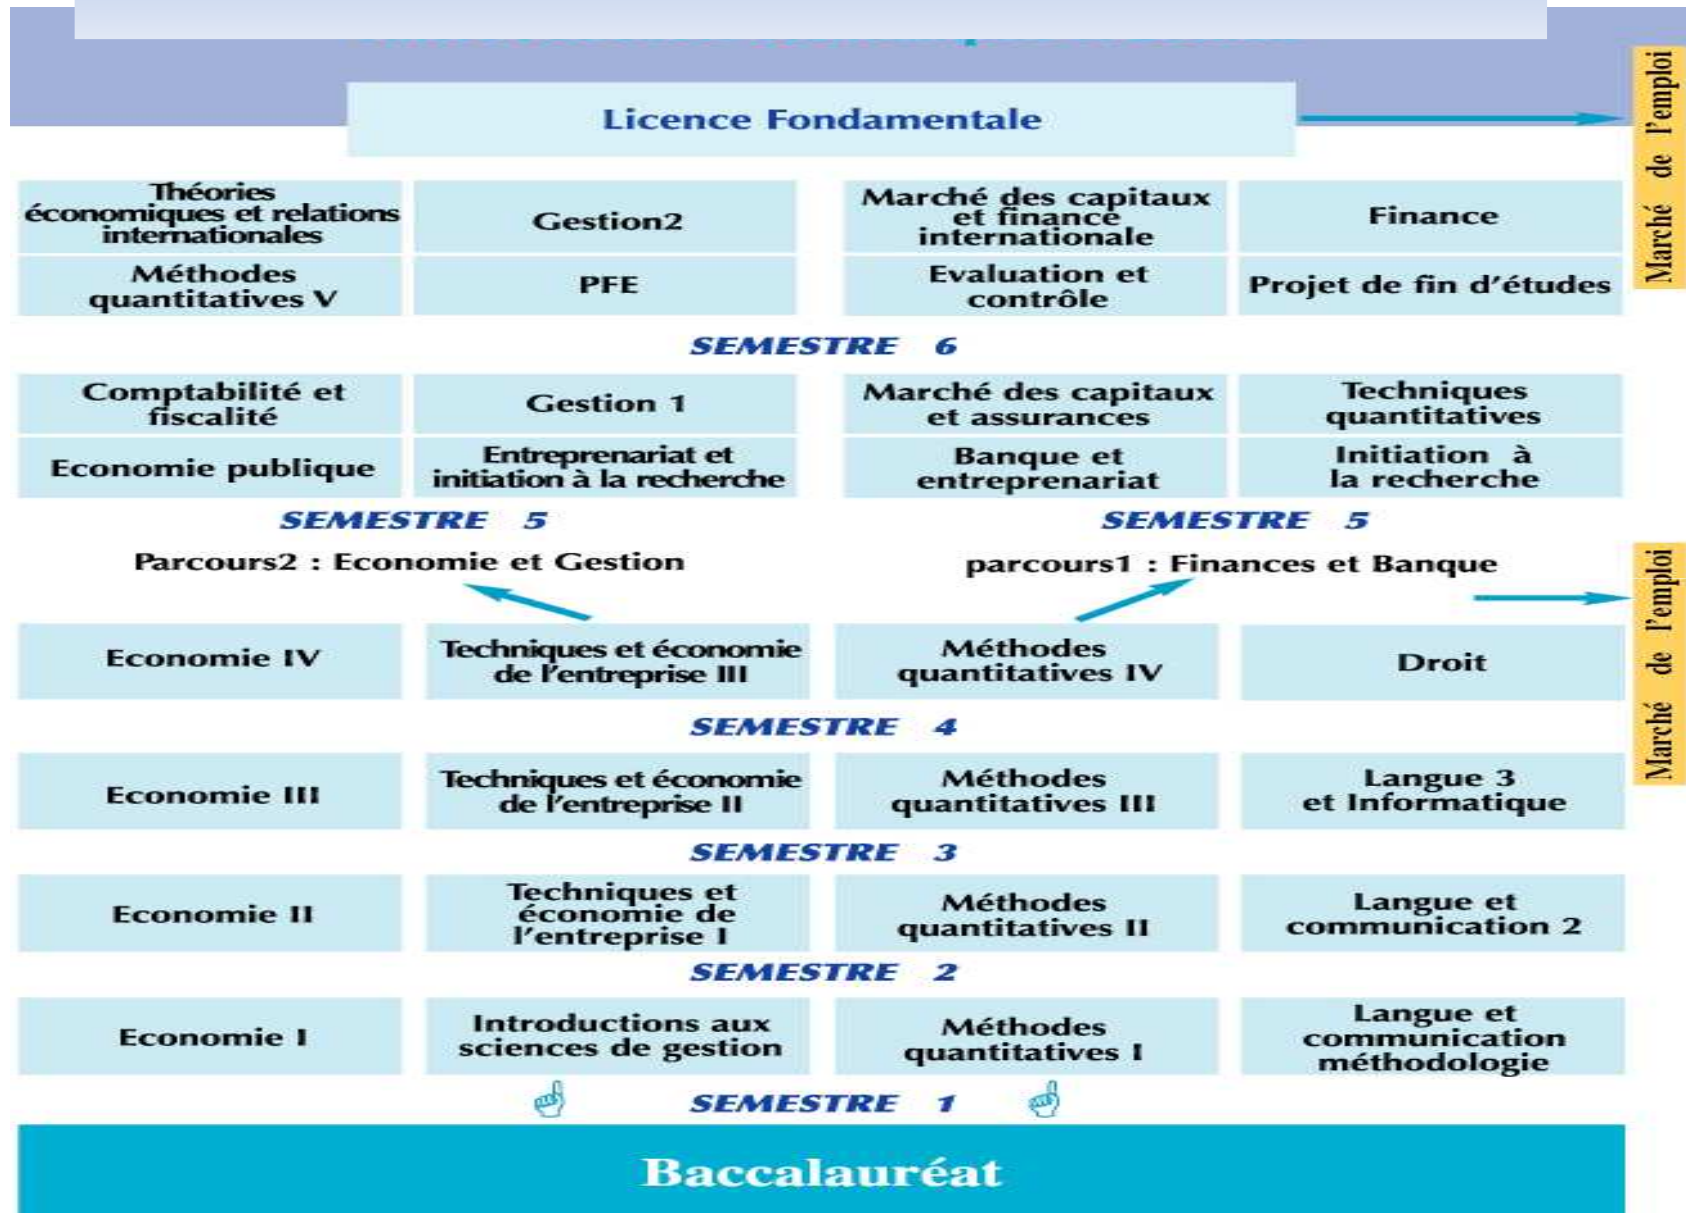 Licence Fondamentale
Marché de l'emploi
Théories
économiques et relations
internationales
Gestion2
Marché des capitaux
et finance
internationale
Finance
Méthodes
quantitatives V
PFE
Evaluation et
contrôle
Projet de fin d'études
SEMESTRE 6
Comptabilité et
fiscalité
Gestion 1
Marché des capitaux
et assurances
Techniques
quantitatives
Economie publique
Entreprenariat et
initiation à la recherche
Banque et
entreprenariat
Initiation à
la recherche
SEMESTRE 5
SEMESTRE 5
Parcours2 : Economie et Gestion
parcours1 : Finances et Banque
Marché de l'emploi
Economie IV
Techniques et économie
de l'entreprise III
Méthodes
quantitatives IV
Droit
SEMESTRE 4
Economie III
Techniques et économie
de l'entreprise II
Méthodes
quantitatives III
Langue 3
et Informatique
SEMESTRE 3
Economie II
Techniques et
économie de
l'entreprise I
Méthodes
quantitatives II
Langue et
communication 2
SEMESTRE 2
Economie I
Introductions aux
sciences de gestion
Méthodes
quantitatives I
Langue et
communication
méthodologie
SEMESTRE 1
Baccalauréat